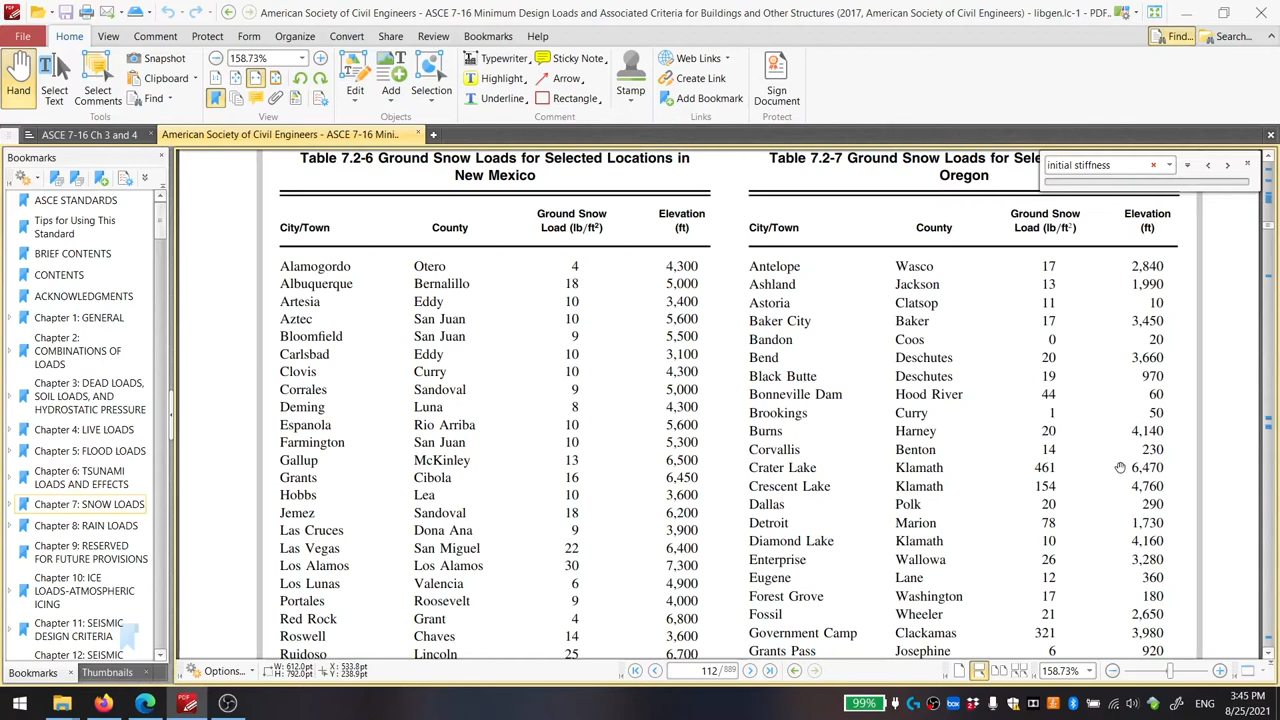 American Society of Civil Engineers - ASCE 7-16 Minimum Design Loads and Associated Criteria for Buildings and Other Structures (2017, American Society of Civil Engineers) - libgen.lc-1 - PDF..
File Home View Comment Protect Form Organize Convert Share Review Bookmarks Help Find... Search...
Hand
Select Text
Select Comments
Snapshot
Clipboard
Find
Tools
158.73%
View
Edit
Add
Selection
Objects
Typewriter
Highlight
Underline
Sticky Note
Arrow
Rectangle
Stamp
Comment
Web Links
Create Link
Add Bookmark
Links
Sign Document
Protect
ASCE 7-16 Ch 3 and 4 × American Society of Civil Engineers - ASCE 7-16 Mini.. ×
Bookmarks
ASCE STANDARDS
Tips for Using This
Standard
BRIEF CONTENTS
CONTENTS
ACKNOWLEDGMENTS
Chapter 1: GENERAL
Chapter 2:
COMBINATIONS OF
LOADS
Chapter 3: DEAD LOADS,
SOIL LOADS, AND
HYDROSTATIC PRESSURE
Chapter 4: LIVE LOADS
Chapter 5: FLOOD LOADS
Chapter 6: TSUNAMI
LOADS AND EFFECTS
Chapter 7: SNOW LOADS
Chapter 8: RAIN LOADS
Chapter 9: RESERVED
FOR FUTURE PROVISIONS
Chapter 10: ICE
LOADS-ATMOSPHERIC
ICING
Chapter 11: SEISMIC
DESIGN CRITERIA
Chapter 12: SEISMIC
Bookmarks × Thumbnails ×
initial stiffness
Table 7.2-6 Ground Snow Loads for Selected Locations in
New Mexico
Ground Snow Elevation
City/Town County Load (lb/ft²) (ft)
Alamogordo Otero 4 4,300
Albuquerque Bernalillo 18 5,000
Artesia Eddy 10 3,400
Aztec San Juan 10 5,600
Bloomfield San Juan 9 5,500
Carlsbad Eddy 10 3,100
Clovis Curry 10 4,300
Corrales Sandoval 9 5,000
Deming Luna 8 4,300
Espanola Rio Arriba 10 5,600
Farmington San Juan 10 5,300
Gallup McKinley 13 6,500
Grants Cibola 16 6,450
Hobbs Lea 10 3,600
Jemez Sandoval 18 6,200
Las Cruces Dona Ana 9 3,900
Las Vegas San Miguel 22 6,400
Los Alamos Los Alamos 30 7,300
Los Lunas Valencia 6 4,900
Portales Roosevelt 9 4,000
Red Rock Grant 4 6,800
Roswell Chaves 14 3,600
Ruidoso Lincoln 25 6,700
Table 7.2-7 Ground Snow Loads for Sele
Oregon
Ground Snow Elevation
City/Town County Load (lb/ft²) (ft)
Antelope Wasco 17 2,840
Ashland Jackson 13 1,990
Astoria Clatsop 11 10
Baker City Baker 17 3,450
Bandon Coos 0 20
Bend Deschutes 20 3,660
Black Butte Deschutes 19 970
Bonneville Dam Hood River 44 60
Brookings Curry 1 50
Burns Harney 20 4,140
Corvallis Benton 14 230
Crater Lake Klamath 461 6,470
Crescent Lake Klamath 154 4,760
Dallas Polk 20 290
Detroit Marion 78 1,730
Diamond Lake Klamath 10 4,160
Enterprise Wallowa 26 3,280
Eugene Lane 12 360
Forest Grove Washington 17 180
Fossil Wheeler 21 2,650
Government Camp Clackamas 321 3,980
Grants Pass Josephine 6 920
Options... W: 612.0pt X: 533.8pt 112 / 889 158.73%
H: 792.0pt Y: 238.9pt
99% ENG 3:45 PM
8/25/2021